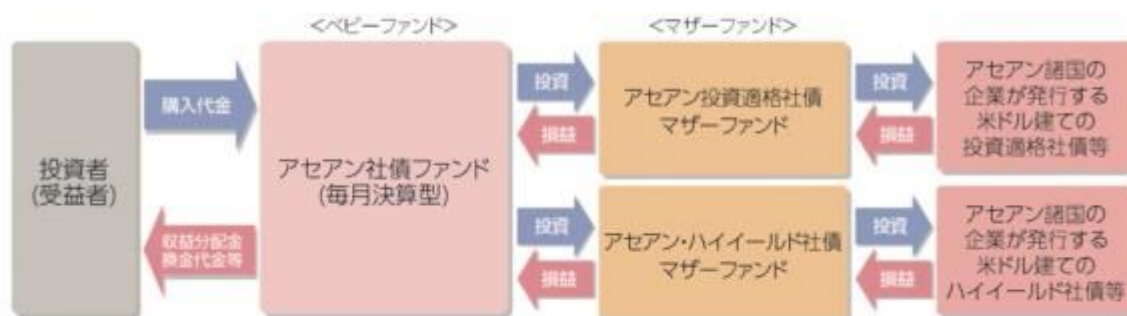 <ベビーファンド>
<マザーファンド>
投資者
(受益者)
購入代金
収益分配金
換金代金等
アセアン社債ファンド
(毎月決算型)
投資
損益
アセアン投資適格社債
マザーファンド
投資
損益
アセアン諸国の
企業が発行する
米ドル建ての
投資適格社債等
投資
損益
アセアン・ハイイールド社債
マザーファンド
投資
損益
アセアン諸国の
企業が発行する
米ドル建ての
ハイイールド社債等